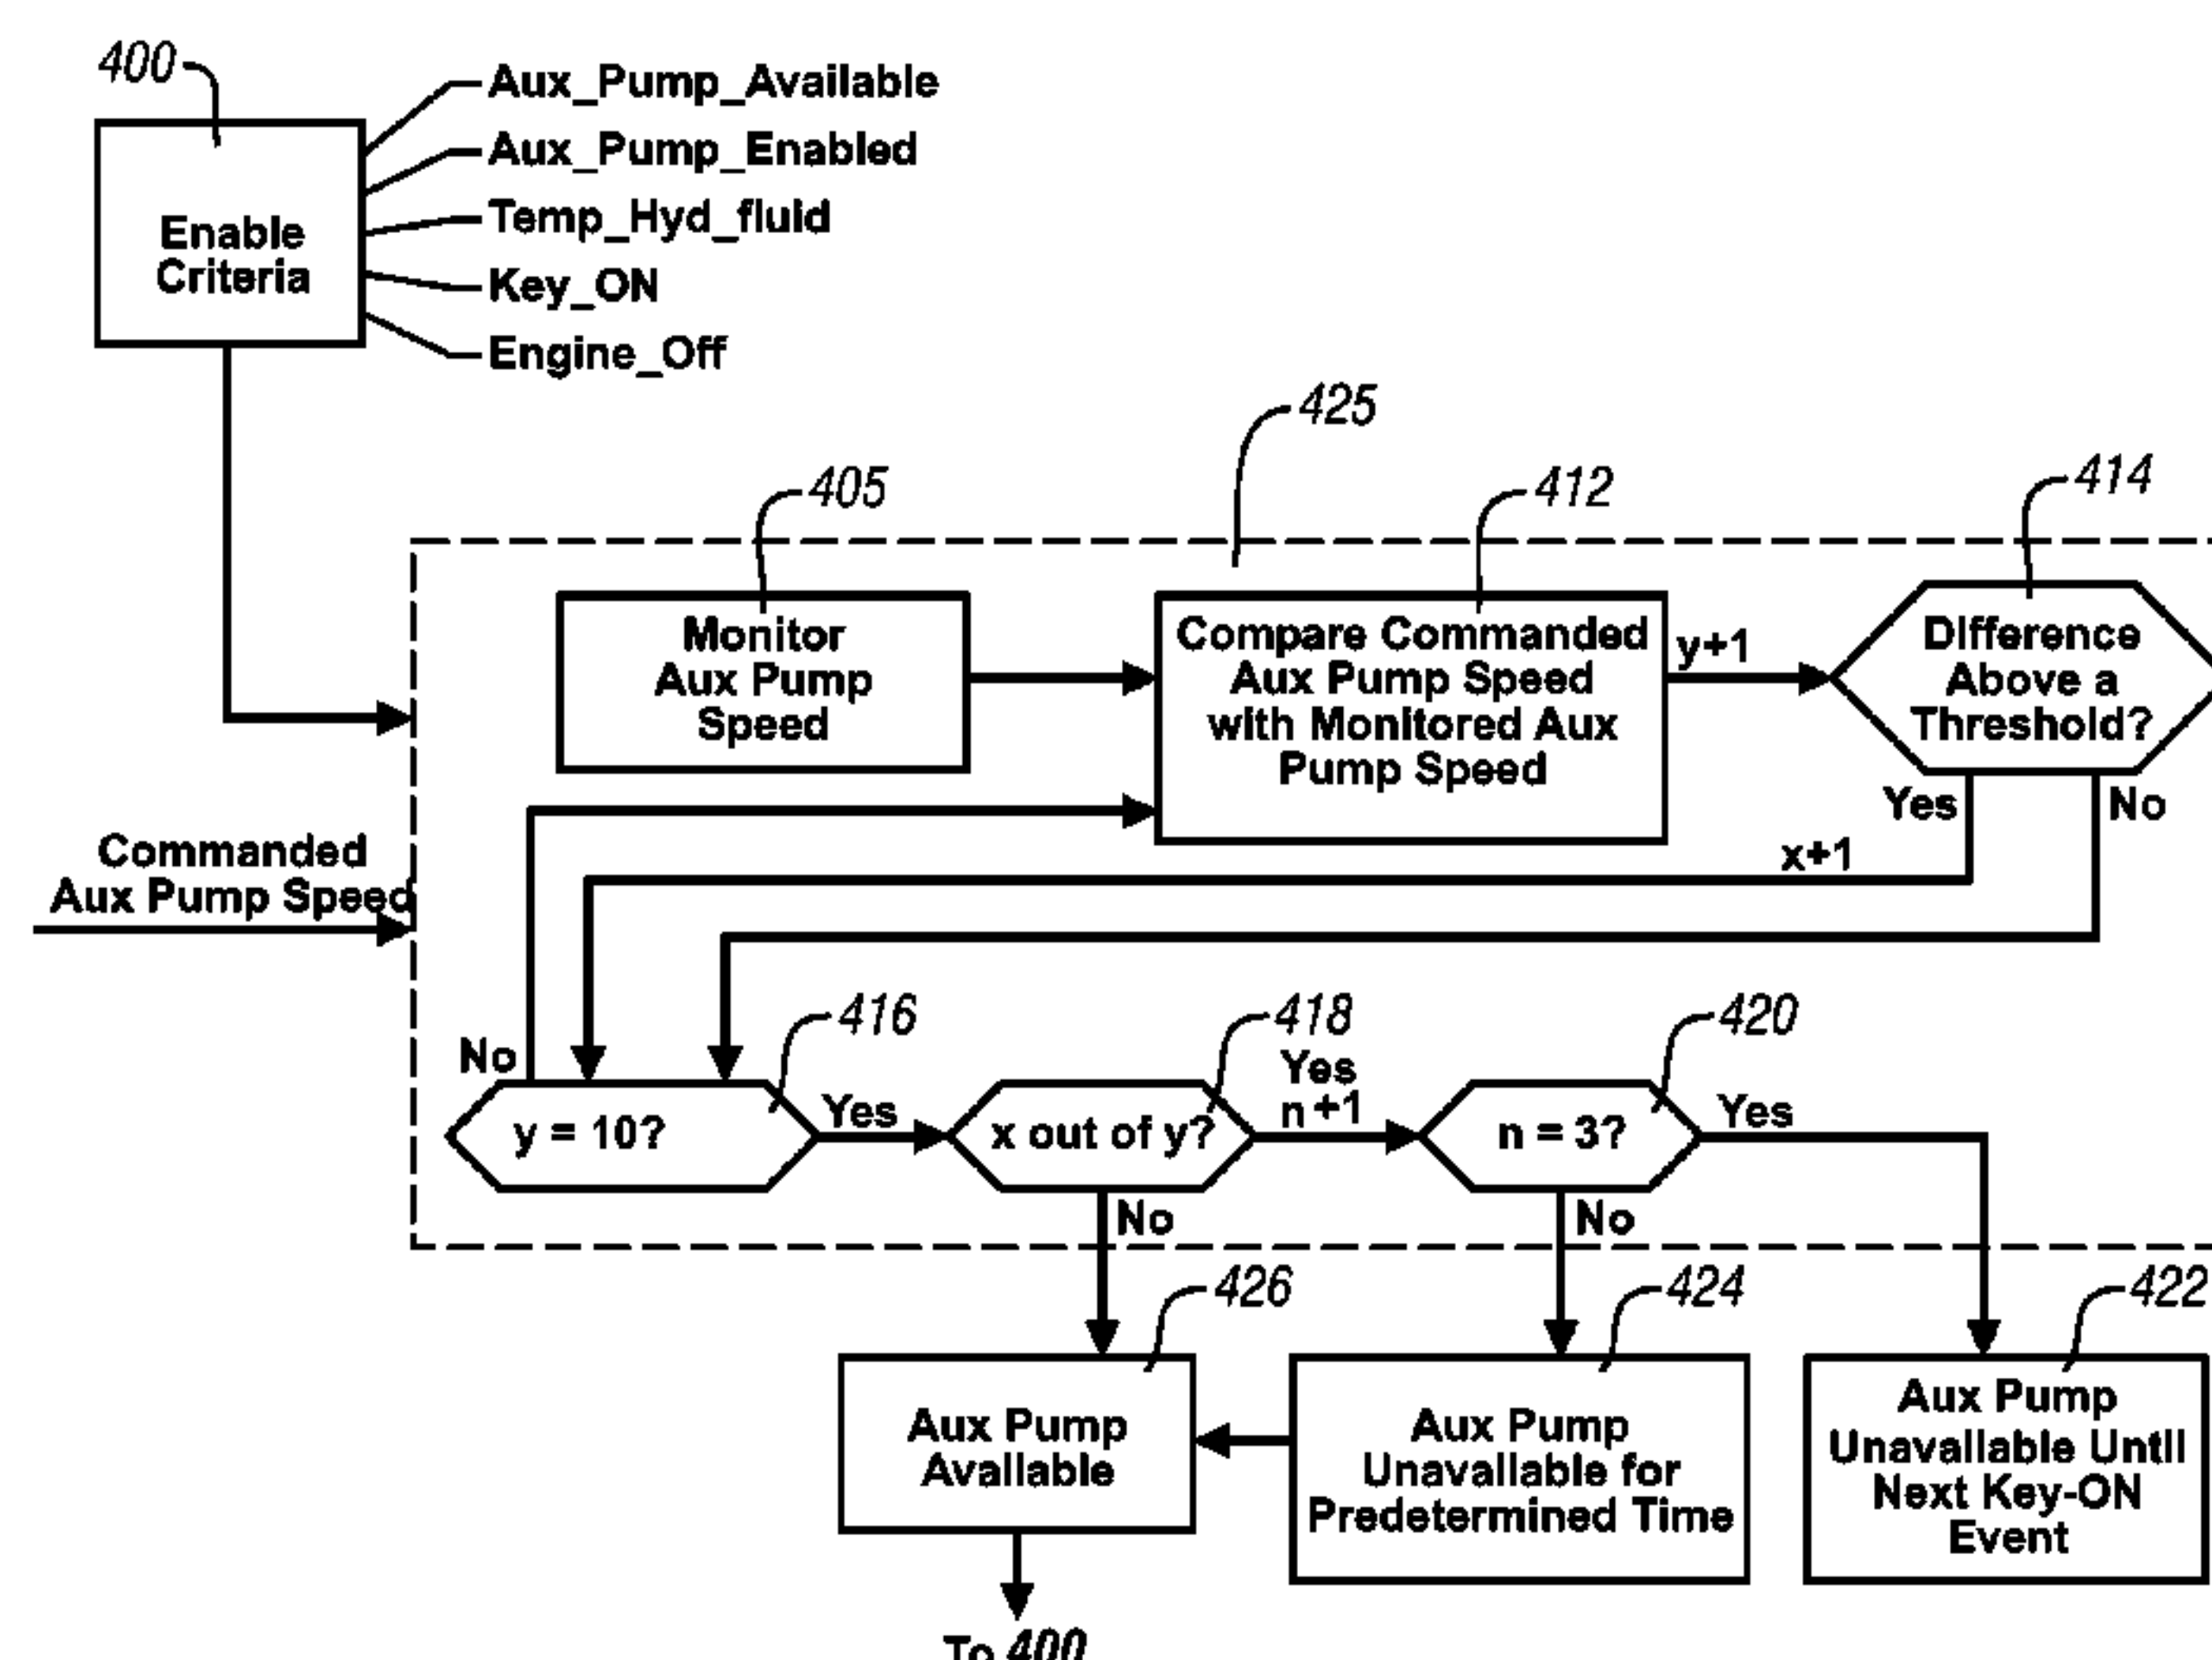 400
Aux_Pump_Available
Aux_Pump_Enabled
Temp_Hyd_fluid
Key_ON
Engine_Off
Enable
Criteria
425
405
412
414
Monitor
Aux Pump
Speed
Compare Commanded
Aux Pump Speed
with Monitored Aux
Pump Speed
y+1
Difference
Above a
Threshold?
Yes
No
x+1
Commanded
Aux Pump Speed
416
418
420
No
y = 10?
Yes
x out of y?
Yes
n+1
n = 3?
Yes
No
No
426
424
422
Aux Pump
Available
Aux Pump
Unavailable for
Predetermined Time
Aux Pump
Unavailable Until
Next Key-ON
Event
To 400